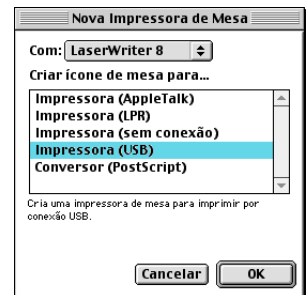 Nova Impressora de Mesa
Com: LaserWriter 8
Criar ícone de mesa para...
Impressora (AppleTalk)
Impressora (LPR)
Impressora (sem conexão)
Impressora (USB)
Conversor (PostScript)
Cria uma impressora de mesa para imprimir por
conexão USB.
Cancelar OK